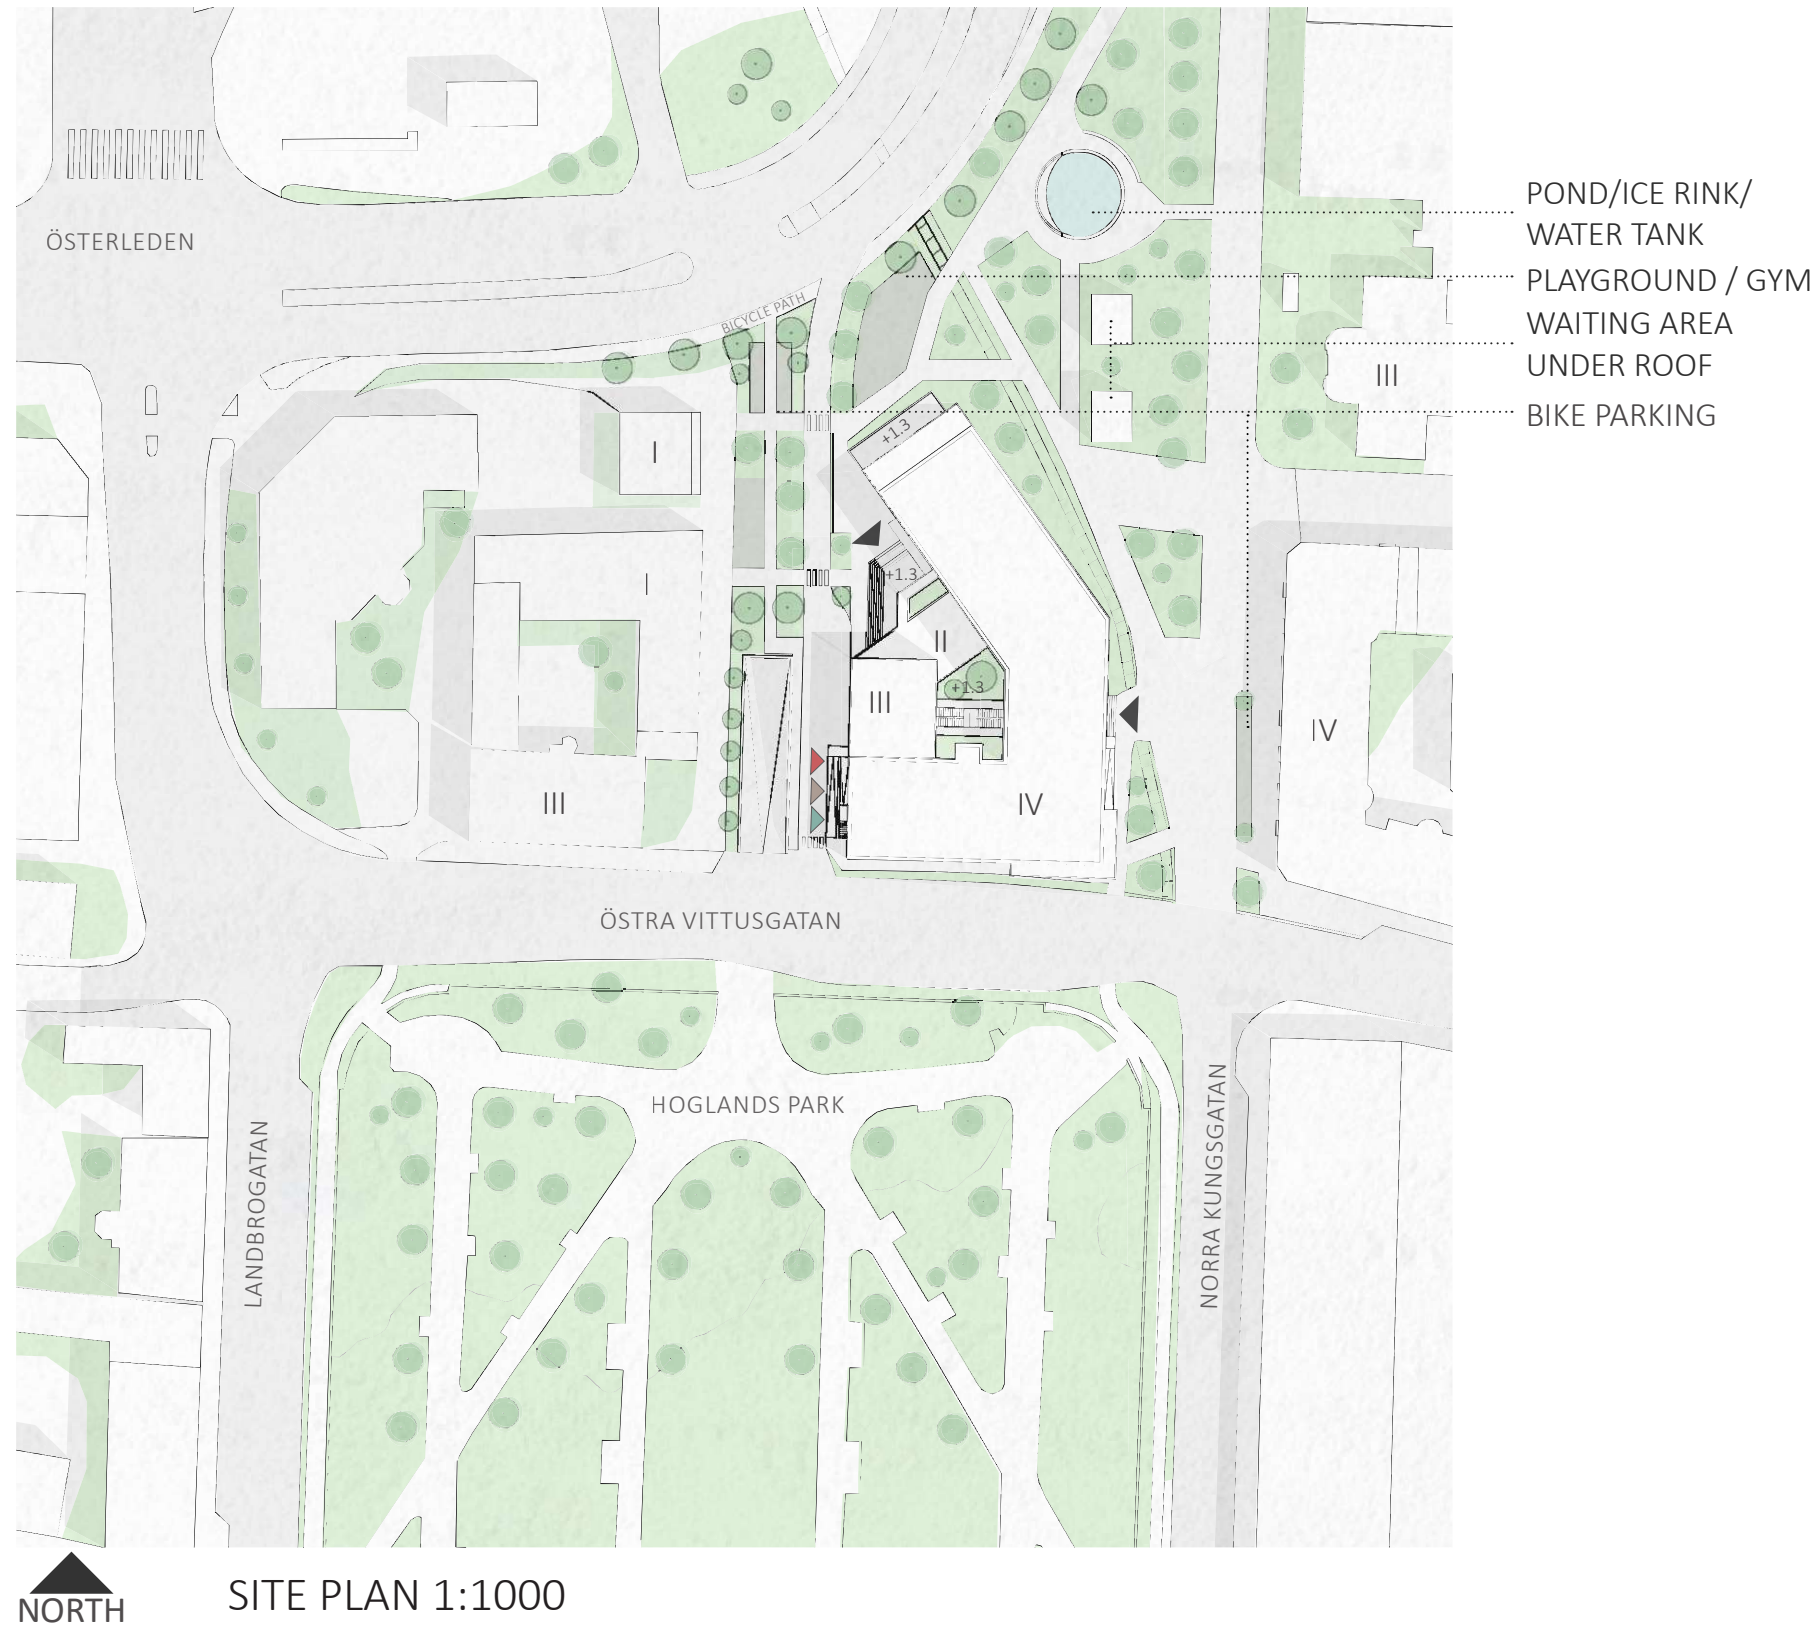 POND/ICE RINK/
WATER TANK
ÖSTERLEDEN
PLAYGROUND / GYM
BICYCLE PATH
WAITING AREA
UNDER ROOF
III
BIKE PARKING
+1.3
I
+1.3
I
II
+1.3
III
IV
III
IV
ÖSTRA VITTUSGATAN
HOGLANDS PARK
LANDBROGATAN
NORRA KUNGSGATAN
NORTH
SITE PLAN 1:1000